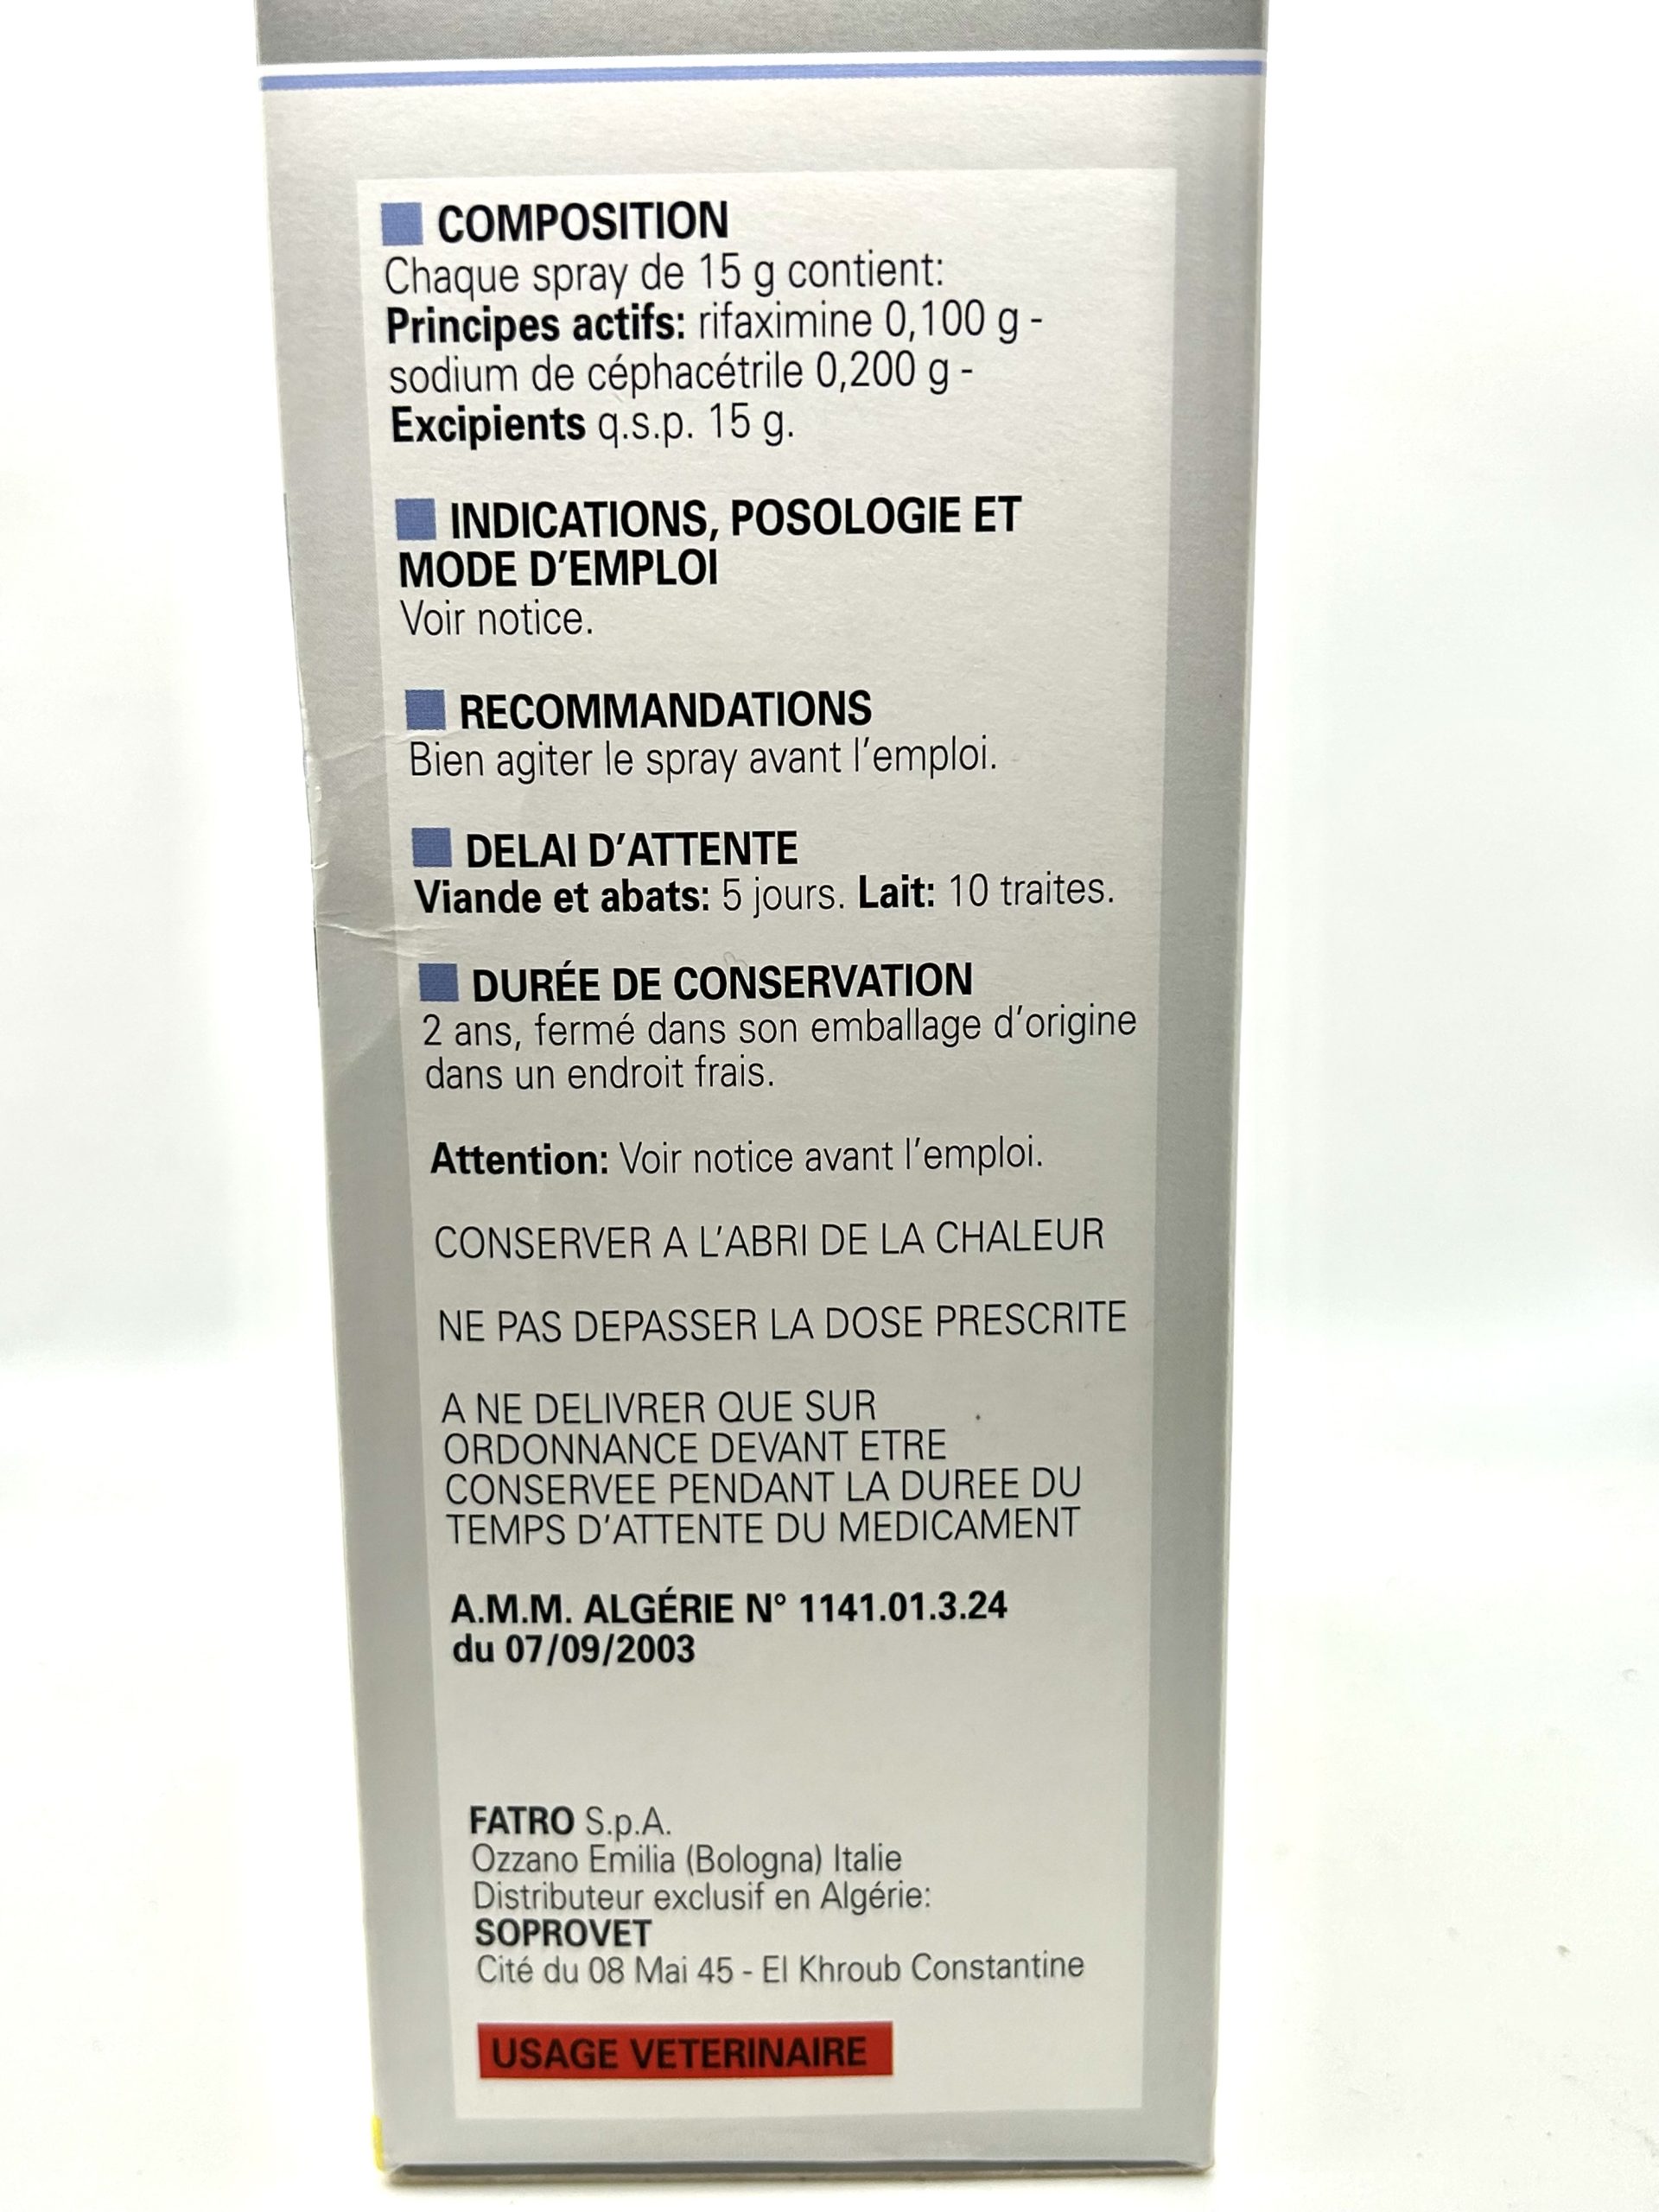 COMPOSITION
Chaque spray de 15 g contient:
Principes actifs: rifaximine 0,100 g -
sodium de céphacétrile 0,200 g -
Excipients q.s.p. 15 g.
INDICATIONS, POSOLOGIE ET
MODE D'EMPLOI
Voir notice.
RECOMMANDATIONS
Bien agiter le spray avant l'emploi.
DELAI D'ATTENTE
Viande et abats: 5 jours. Lait: 10 traites.
DURÉE DE CONSERVATION
2 ans, fermé dans son emballage d'origine
dans un endroit frais.
Attention: Voir notice avant l'emploi.
CONSERVER A L'ABRI DE LA CHALEUR
NE PAS DEPASSER LA DOSE PRESCRITE
A NE DELIVRER QUE SUR
ORDONNANCE DEVANT ETRE
CONSERVEE PENDANT LA DUREE DU
TEMPS D'ATTENTE DU MEDICAMENT
A.M.M. ALGÉRIE N° 1141.01.3.24
du 07/09/2003
FATRO S.p.A.
Ozzano Emilia (Bologna) Italie
Distributeur exclusif en Algérie:
SOPROVET
Cité du 08 Mai 45 - El Khroub Constantine
USAGE VETERINAIRE